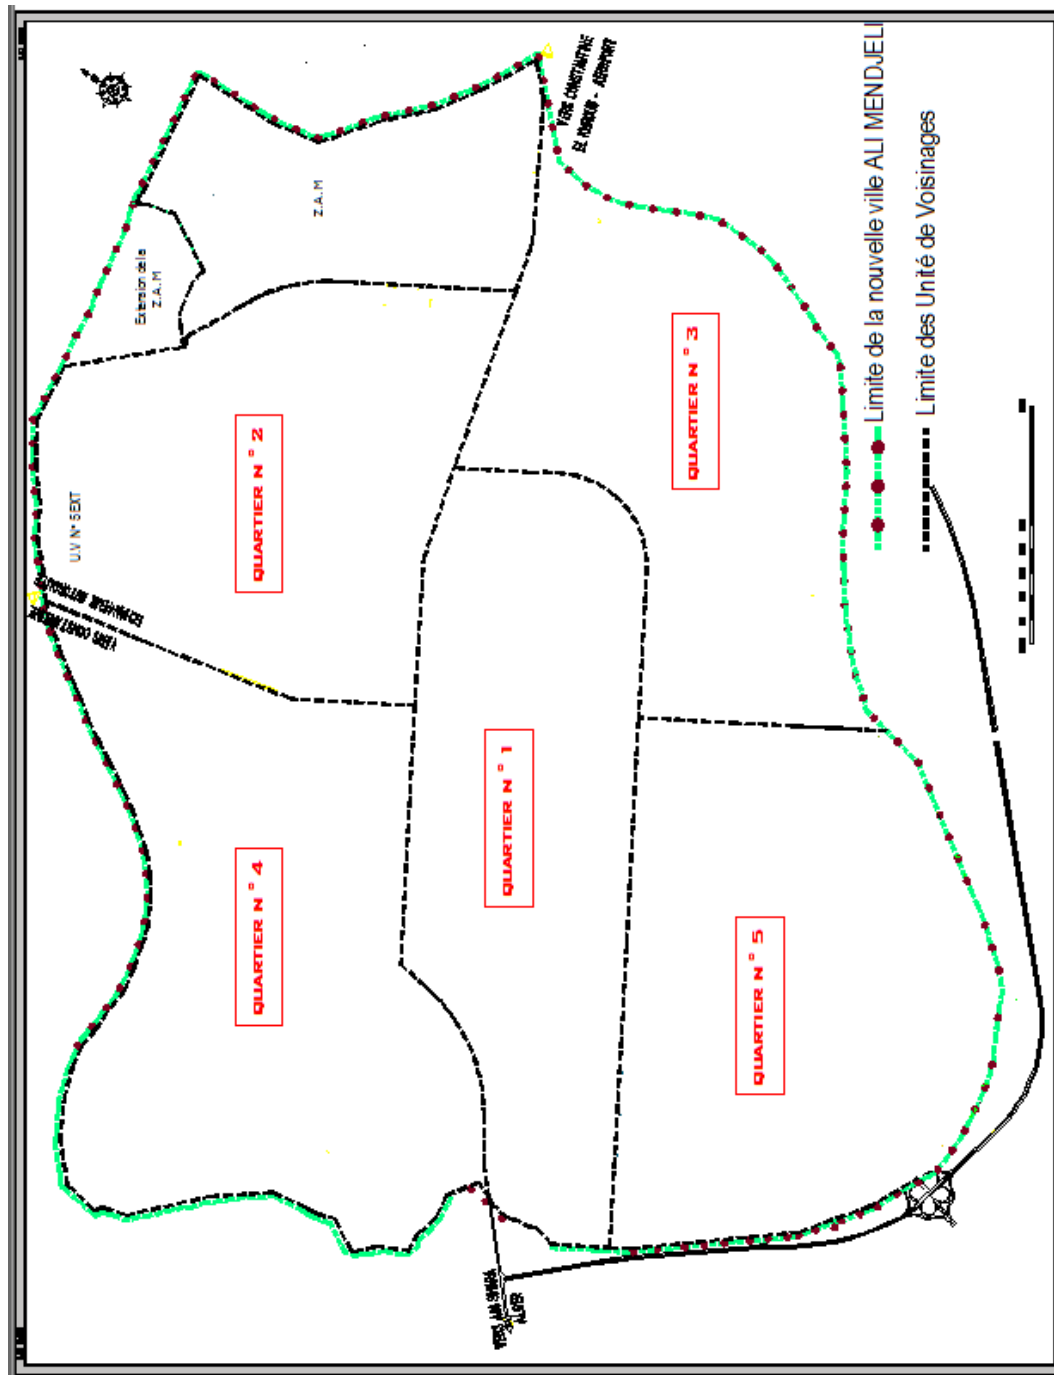 VERS CONSTANTINE
EL KHROUB - AEROPORT
Z.A.M
Extension de la
Z.A.M
QUARTIER N° 2
U.V N° 5 EXT
QUARTIER N° 3
QUARTIER N° 1
QUARTIER N° 4
QUARTIER N° 5
VERS CONSTANTINE
VERS AIN SMARA
ALGER
Limite de la nouvelle ville ALI MENDJELI
Limite des Unité de Voisinages